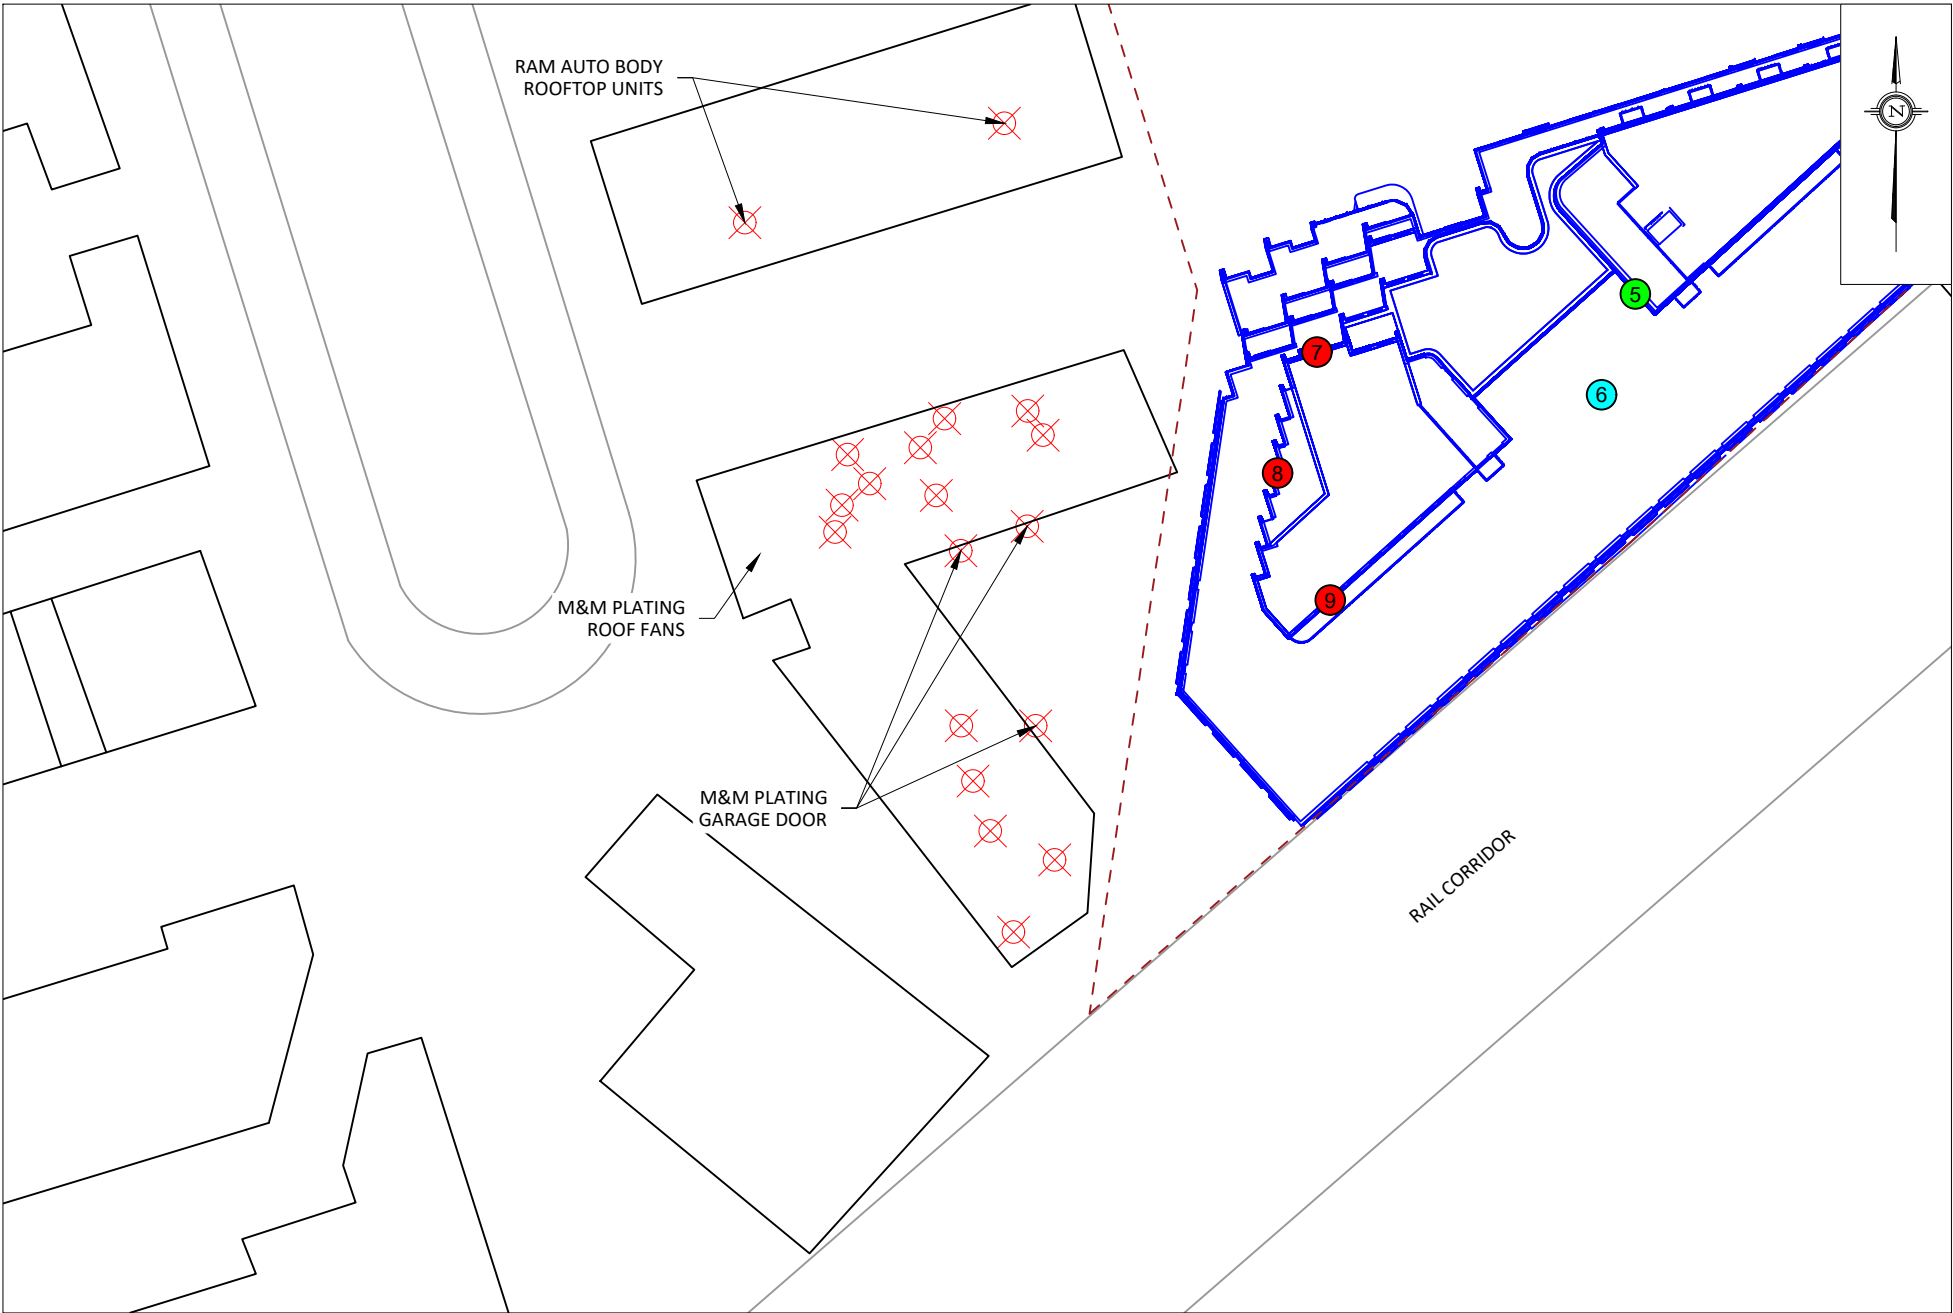 RAM AUTO BODY
ROOFTOP UNITS
N
5
7
6
8
9
M&M PLATING
ROOF FANS
M&M PLATING
GARAGE DOOR
RAIL CORRIDOR